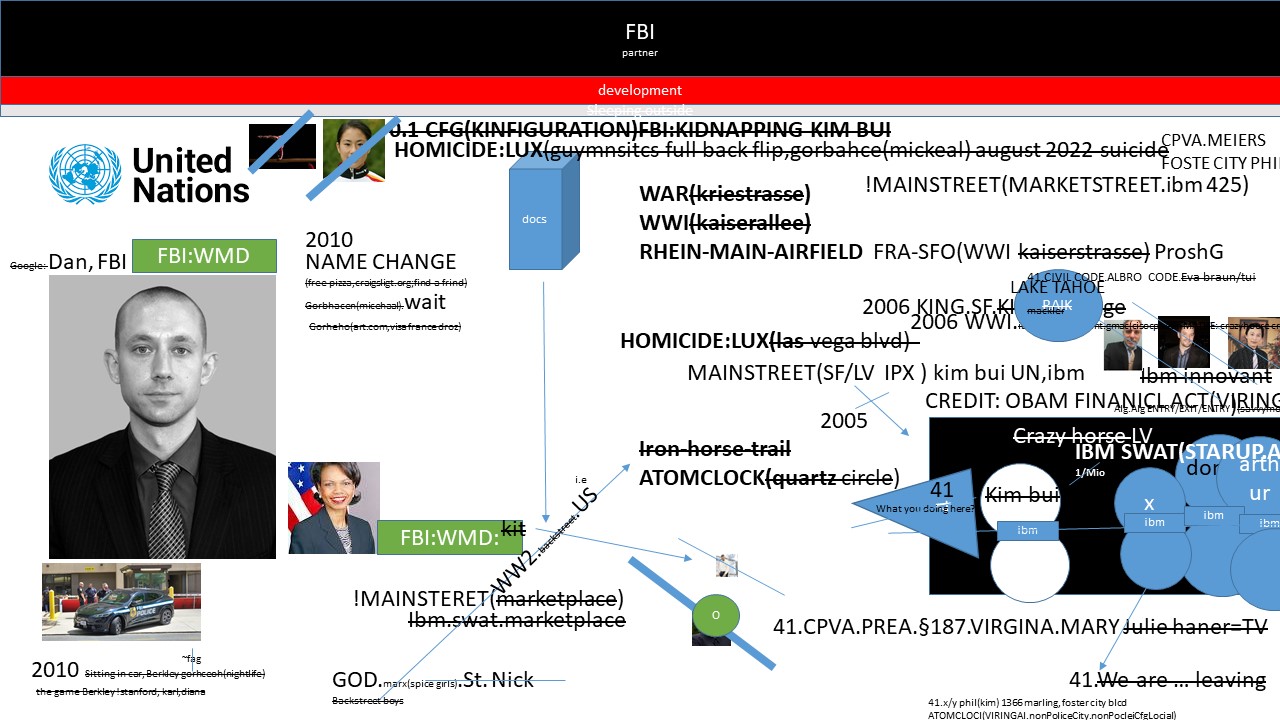 FBI
partner
development
sleeping outside
United
Nations
0.1 CFG(KINFIGURATION)FBI:KIDNAPPING KIM BUI
HOMICIDE:LUX(guymnsitcs full back flip,gorbahce(mickeal) august 2022 suicide
CPVA.MEIERS
FOSTE CITY PHI
!MAINSTREET(MARKETSTREET.ibm 425)
docs
WAR(kriestrasse)
WWI(kaiserallee)
RHEIN-MAIN-AIRFIELD FRA-SFO(WWI kaiserstrasse) ProshG
Google: Dan, FBI
FBI:WMD
2010
NAME CHANGE
(free pizza,craigsligt.org;find a frind)
Gorbhacen(micehaal).wait
Gorheho(art.com,visa france droz)
41.CIVIL CODE.ALBRO CODE.Eva braun/tui
LAKE TAHOE
PAIK
mackler
2006 KING.SF.
2006 WWI.
HOMICIDE:LUX(las vega blvd)
MAINSTREET(SF/LV IPX ) kim bui UN,ibm
Ibm innovant
CREDIT: OBAM FINANICL ACT(VIRING
Alg.Alg ENTRY/EXIT/ENTRY
2005
Crazy horse LV
IBM SWAT(STARUP.A
1/Mio
Iron-horse-trail
ATOMCLOCK(quartz circle)
i.e
WW2.backstreet.US
41
What you doing here?
Kim bui
ibm
x
ibm
ibm
ibm
dor
arth
ur
FBI:WMD:kit
!MAINSTERET(marketplace)
Ibm.swat.marketplace
O
41.CPVA.PREA.§187.VIRGINA.MARY Julie haner=TV
~fag
2010 Sitting in car, Berkley gorhceoh(nightlife)
the game Berkley!stanford, karl,diana
GOD.marx(spice girls).St. Nick
Backstreet boys
41.We are ... leaving
41.x/y phil(kim) 1366 marling, foster city blcd
ATOMCLOCI(VIRINGAI.nonPoliceCity.nonPocleiCfgLocial)